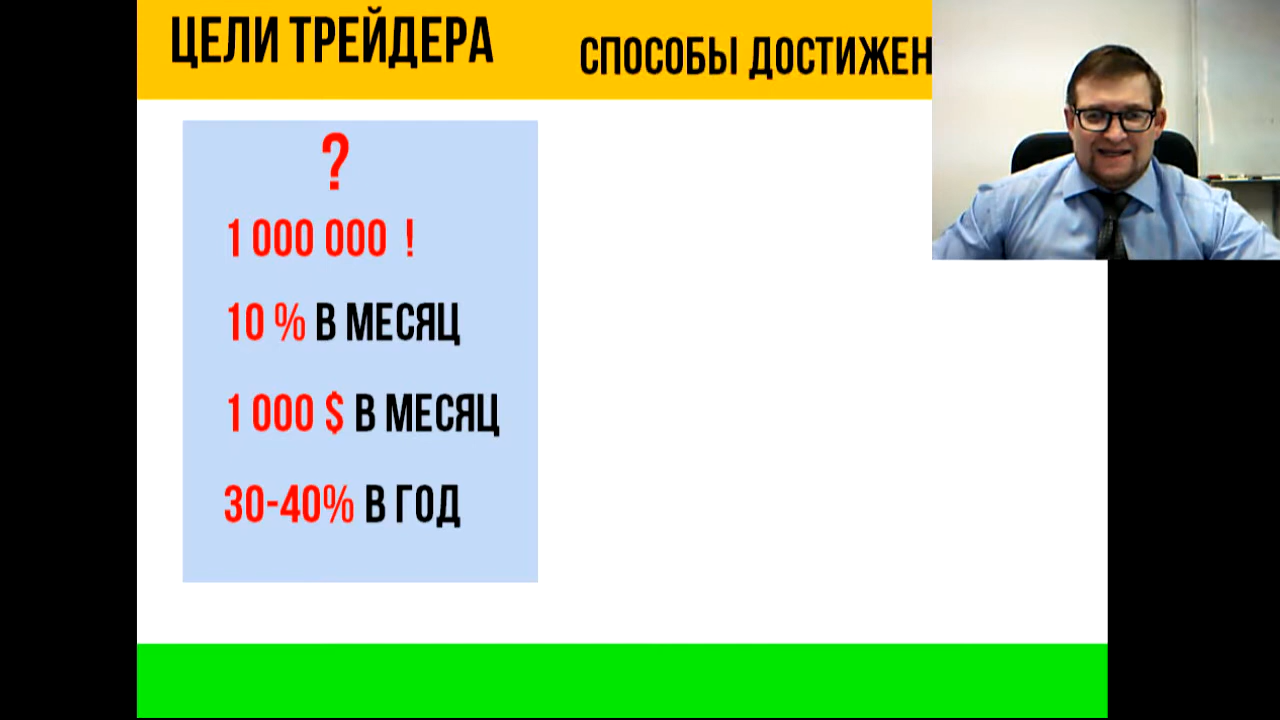 ЦЕЛИ ТРЕЙДЕРА
СПОСОБЫ ДОСТИЖЕН
?
1 000 000 !
10 % В МЕСЯЦ
1 000 $ В МЕСЯЦ
30-40% В ГОД